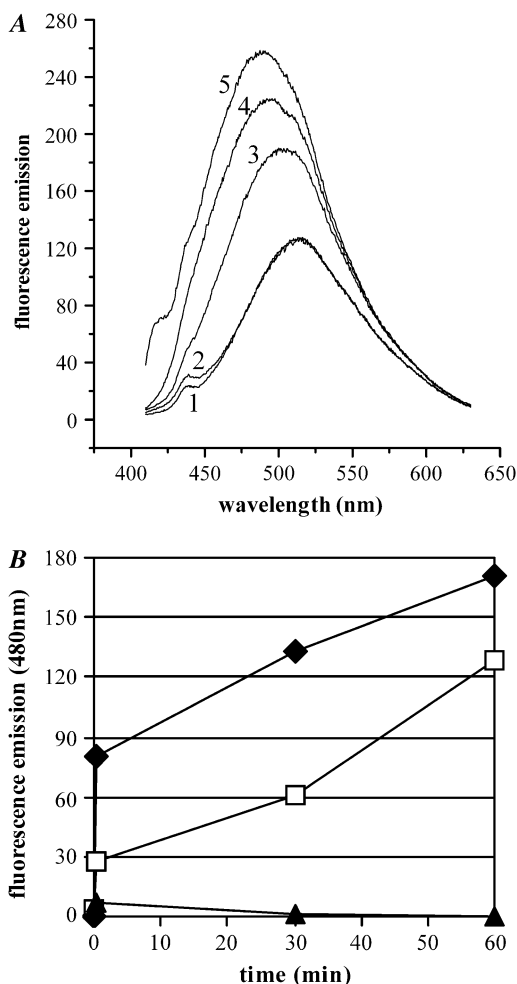 A
280
240
200
160
120
80
40
0
fluorescence emission
5
4
3
2
1
400 450 500 550 600 650
wavelength (nm)
B
180
150
120
90
60
30
0
fluorescence emission (480nm)
0 10 20 30 40 50 60
time (min)